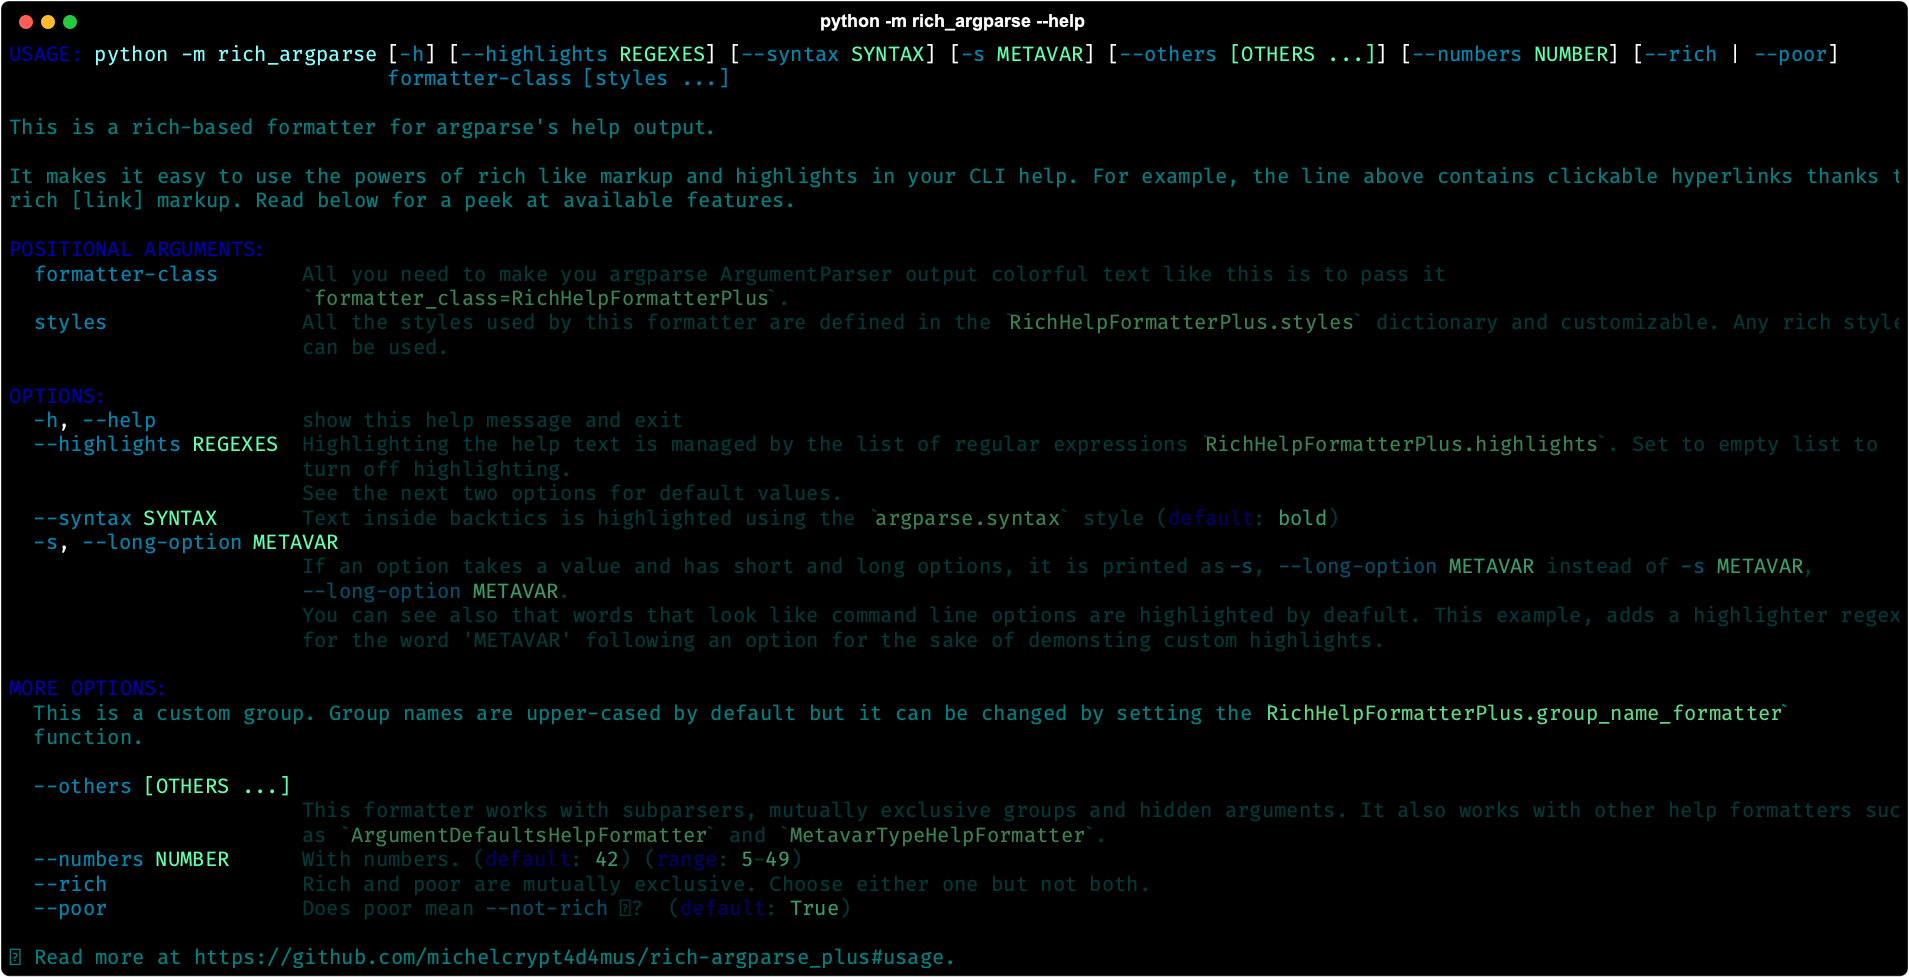 python -m rich_argparse --help
USAGE: python -m rich_argparse [-h] [--highlights REGEXES] [--syntax SYNTAX] [-s METAVAR] [--others [OTHERS ...]] [--numbers NUMBER] [--rich | --poor]
formatter-class [styles ...]
This is a rich-based formatter for argparse's help output.
It makes it easy to use the powers of rich like markup and highlights in your CLI help. For example, the line above contains clickable hyperlinks thanks t
rich [link] markup. Read below for a peek at available features.
POSITIONAL ARGUMENTS:
formatter-class All you need to make you argparse ArgumentParser output colorful text like this is to pass it
`formatter_class=RichHelpFormatterPlus`.
styles All the styles used by this formatter are defined in the `RichHelpFormatterPlus.styles` dictionary and customizable. Any rich style
can be used.
OPTIONS:
-h, --help show this help message and exit
--highlights REGEXES Highlighting the help text is managed by the list of regular expressions `RichHelpFormatterPlus.highlights`. Set to empty list to
turn off highlighting.
See the next two options for default values.
--syntax SYNTAX Text inside backtics is highlighted using the `argparse.syntax` style (default: bold)
-s, --long-option METAVAR
If an option takes a value and has short and long options, it is printed as -s, --long-option METAVAR instead of -s METAVAR,
--long-option METAVAR.
You can see also that words that look like command line options are highlighted by deafult. This example, adds a highlighter regex
for the word 'METAVAR' following an option for the sake of demonsting custom highlights.
MORE OPTIONS:
This is a custom group. Group names are upper-cased by default but it can be changed by setting the RichHelpFormatterPlus.group_name_formatter`
function.
--others [OTHERS ...]
This formatter works with subparsers, mutually exclusive groups and hidden arguments. It also works with other help formatters suc
as `ArgumentDefaultsHelpFormatter` and `MetavarTypeHelpFormatter`.
--numbers NUMBER With numbers. (default: 42) (range: 5-49)
--rich Rich and poor are mutually exclusive. Choose either one but not both.
--poor Does poor mean --not-rich ? (default: True)
Read more at https://github.com/michelcrypt4d4mus/rich-argparse_plus#usage.